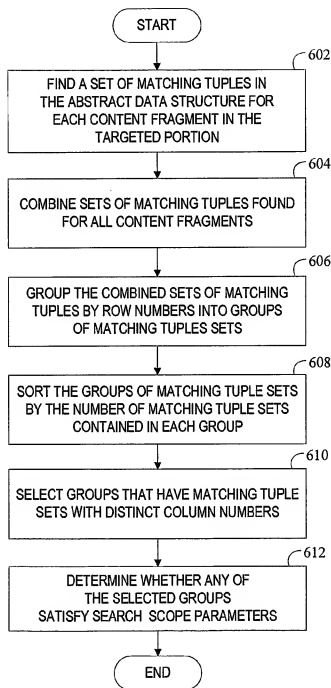 START
602
FIND A SET OF MATCHING TUPLES IN
THE ABSTRACT DATA STRUCTURE FOR
EACH CONTENT FRAGMENT IN THE
TARGETED PORTION
604
COMBINE SETS OF MATCHING TUPLES FOUND
FOR ALL CONTENT FRAGMENTS
606
GROUP THE COMBINED SETS OF MATCHING
TUPLES BY ROW NUMBERS INTO GROUPS
OF MATCHING TUPLES SETS
608
SORT THE GROUPS OF MATCHING TUPLE SETS
BY THE NUMBER OF MATCHING TUPLE SETS
CONTAINED IN EACH GROUP
610
SELECT GROUPS THAT HAVE MATCHING TUPLE
SETS WITH DISTINCT COLUMN NUMBERS
612
DETERMINE WHETHER ANY OF
THE SELECTED GROUPS
SATISFY SEARCH SCOPE PARAMETERS
END